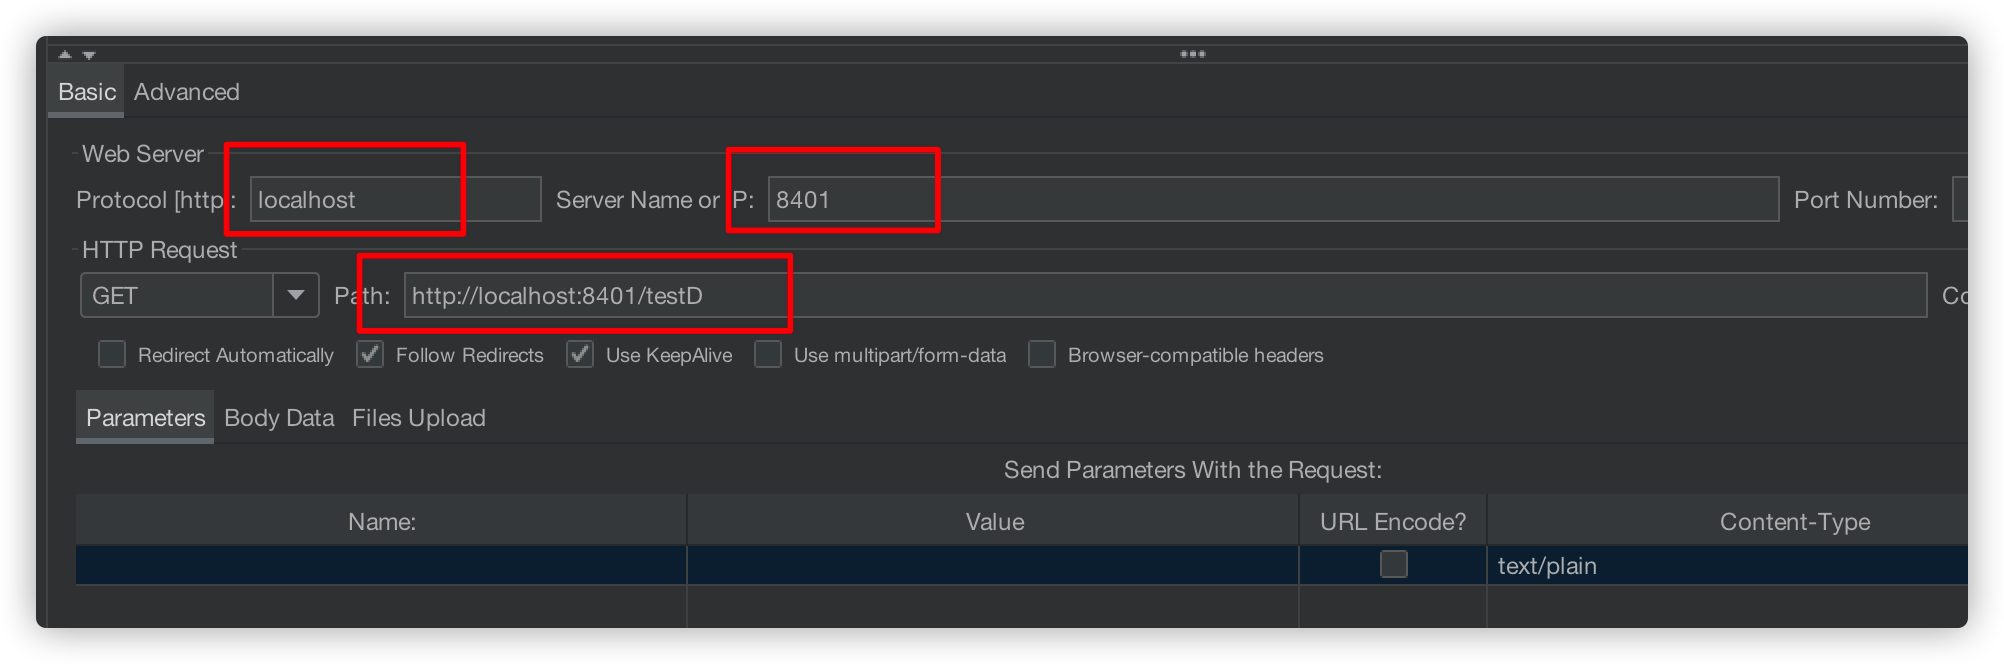 Basic Advanced
Web Server
Protocol [http]: localhost Server Name or IP: 8401 Port Number:
HTTP Request
GET Path: http://localhost:8401/testD
Redirect Automatically Follow Redirects Use KeepAlive Use multipart/form-data Browser-compatible headers
Parameters Body Data Files Upload
Send Parameters With the Request:
Name: Value URL Encode? Content-Type
text/plain